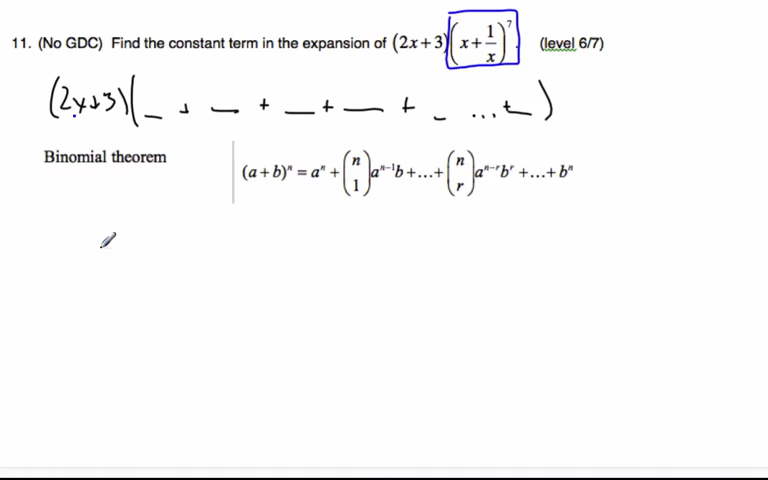 11. (No GDC) Find the constant term in the expansion of (2x+3)(x+1/x)^7 (level 6/7)
(2x+3)(_ + _ + _ + _ + _ ...+_)
Binomial theorem (a+b)^n = a^n + (n 1)a^(n-1)b+...+(n r)a^(n-r)b^r+...+b^n